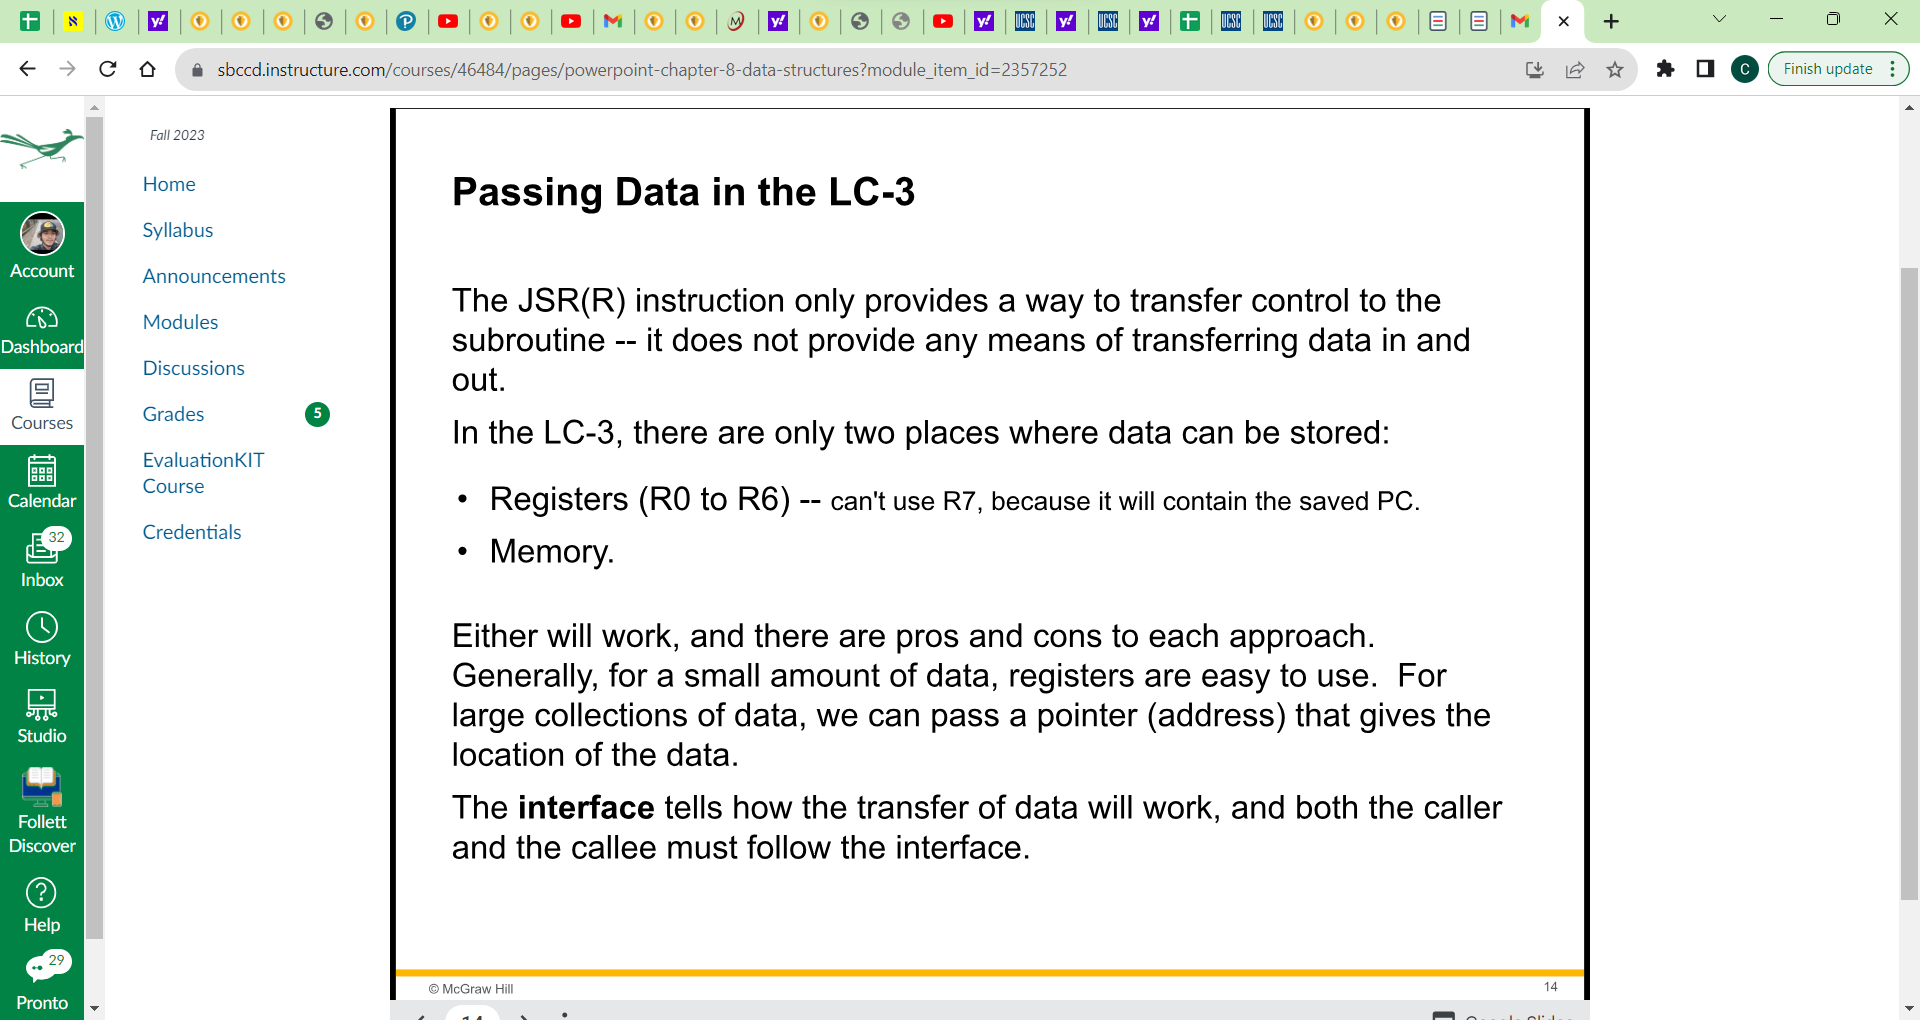 sbccd.instructure.com/courses/46484/pages/powerpoint-chapter-8-data-structures?module_item_id=2357252
C
Finish update
Fall 2023
Home
Syllabus
Announcements
Modules
Discussions
Grades 5
EvaluationKIT
Course
Credentials
Account
Dashboard
Courses
Calendar
32
Inbox
History
Studio
Follett
Discover
Help
29
Pronto
Passing Data in the LC-3
The JSR(R) instruction only provides a way to transfer control to the
subroutine -- it does not provide any means of transferring data in and
out.
In the LC-3, there are only two places where data can be stored:
• Registers (R0 to R6) -- can't use R7, because it will contain the saved PC.
• Memory.
Either will work, and there are pros and cons to each approach.
Generally, for a small amount of data, registers are easy to use.  For
large collections of data, we can pass a pointer (address) that gives the
location of the data.
The interface tells how the transfer of data will work, and both the caller
and the callee must follow the interface.
© McGraw Hill
14